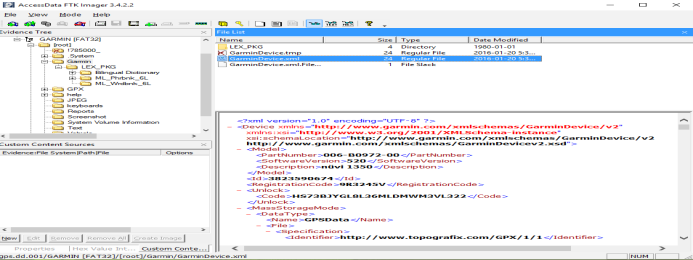 AccessData FTK Imager 3.4.2.2
File View Mode Help
Evidence Tree
GARMIN [FAT32]
[root]
1785000_
.System
Garmin
LEX_PKG
Bilingual Dictionary
ML_Phrbnk_6L
ML_Wrdbnk_6L
GPX
help
JPEG
keyboards
Reports
Screenshot
System Volume Information
Text
Custom Content Sources
Evidence:File System|Path|File Options
New Edit Remove Remove All Create Image
Properties Hex Value Int... Custom Conte...
File List
Name Size Type Date Modified
LEX_PKG 4 Directory 1980-01-01
GarminDevice.tmp 24 Regular File 2016-01-20 5:3...
GarminDevice.xml 24 Regular File 2016-01-20 5:3...
GarminDevice.xml.File... 1 File Slack
<?xml version="1.0" encoding="UTF-8" ?>
- <Device xmlns="http://www.garmin.com/xmlschemas/GarminDevice/v2"
xmlns:xsi="http://www.w3.org/2001/XMLSchema-instance"
xsi:schemaLocation="http://www.garmin.com/xmlschemas/GarminDevice/v2
http://www.garmin.com/xmlschemas/GarminDevicev2.xsd">
- <Model>
<PartNumber>006-B0972-00</PartNumber>
<SoftwareVersion>520</SoftwareVersion>
<Description>nüvi 1350</Description>
</Model>
<Id>3823590674</Id>
<RegistrationCode>9R3245V</RegistrationCode>
- <Unlock>
<Code>HS73BJYGLBL36MLDMWM3VL322</Code>
</Unlock>
- <MassStorageMode>
- <DataType>
<Name>GPSData</Name>
- <File>
- <Specification>
<Identifier>http://www.topografix.com/GPX/1/1</Identifier>
gps.dd.001/GARMIN [FAT32]/[root]/Garmin/GarminDevice.xml NUM